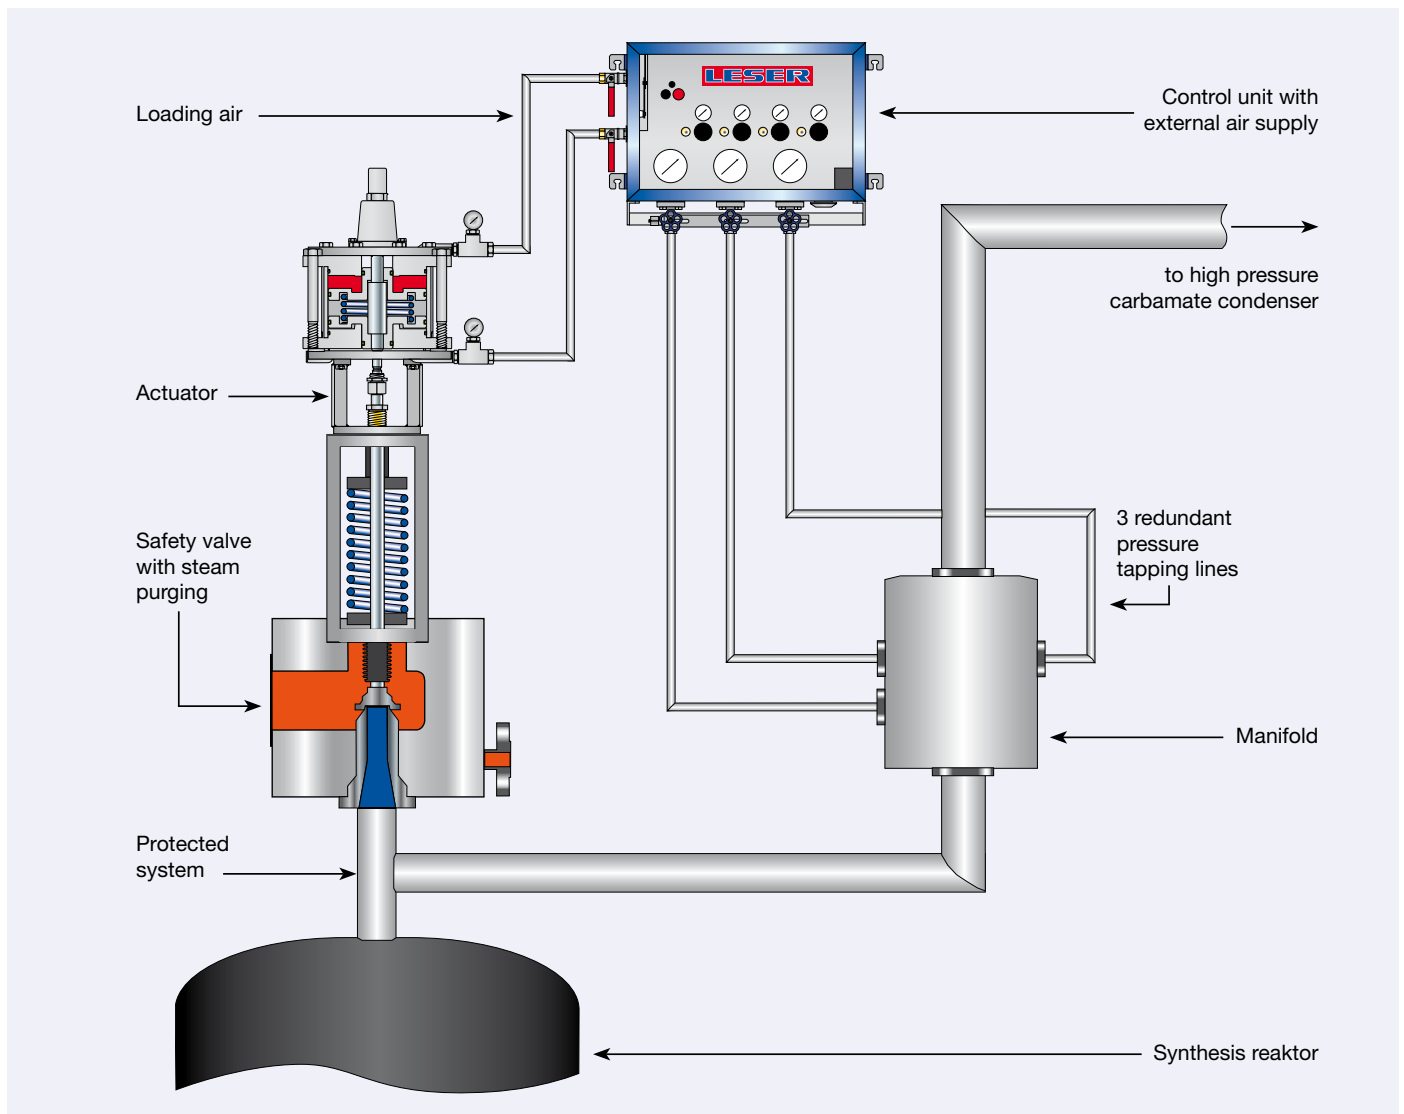 LESER
Loading air
Control unit with
external air supply
to high pressure
carbamate condenser
Actuator
3 redundant
pressure
tapping lines
Safety valve
with steam
purging
Manifold
Protected
system
Synthesis reaktor